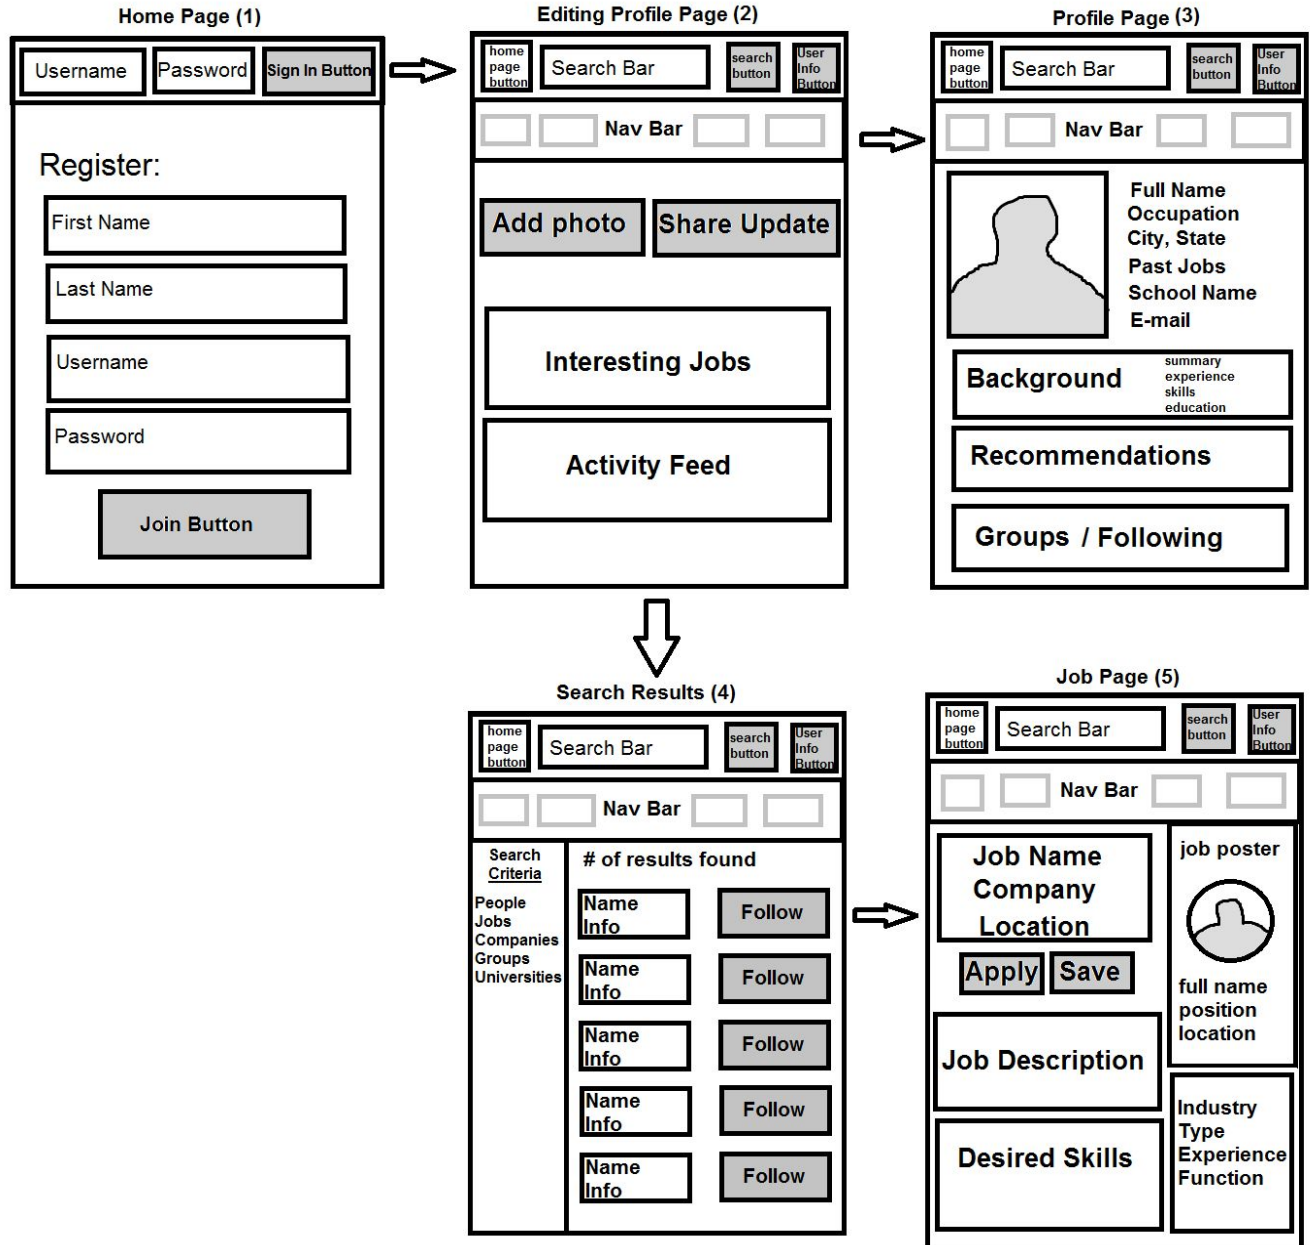 Home Page (1)
Username
Password
Sign In Button
Register:
First Name
Last Name
Username
Password
Join Button
Editing Profile Page (2)
home
page
button
Search Bar
search
button
User
Info
Button
Nav Bar
Add photo
Share Update
Interesting Jobs
Activity Feed
Profile Page (3)
home
page
button
Search Bar
search
button
User
Info
Button
Nav Bar
Full Name
Occupation
City, State
Past Jobs
School Name
E-mail
Background
summary
experience
skills
education
Recommendations
Groups / Following
Search Results (4)
home
page
button
Search Bar
search
button
User
Info
Button
Nav Bar
Search
Criteria
People
Jobs
Companies
Groups
Universities
# of results found
Name
Info
Follow
Name
Info
Follow
Name
Info
Follow
Name
Info
Follow
Name
Info
Follow
Job Page (5)
home
page
button
Search Bar
search
button
User
Info
Button
Nav Bar
Job Name
Company
Location
Apply
Save
Job Description
Desired Skills
job poster
full name
position
location
Industry
Type
Experience
Function